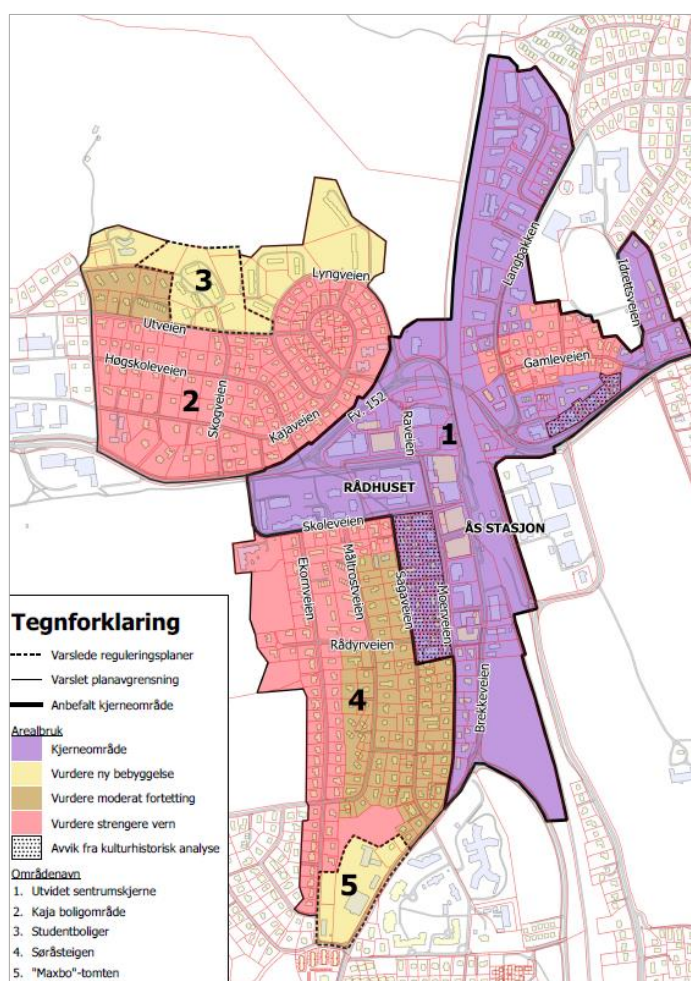 Langbakken
Idrettsveien
Lyngveien
3
Utveien
Gamleveien
Høgskoleveien
2
Skogveien
Kajaveien
Fv. 152
Raveien
1
RÅDHUSET
ÅS STASJON
Skoleveien
Ekornveien
Måltrostveien
Sagaveien
Moerveien
Rådyrveien
4
Brekkeveien
5
Tegnforklaring
Varslede reguleringsplaner
Varslet planavgrensning
Anbefalt kjerneområde
Arealbruk
Kjerneområde
Vurdere ny bebyggelse
Vurdere moderat fortetting
Vurdere strengere vern
Avvik fra kulturhistorisk analyse
Områdenavn
1. Utvidet sentrumskjerne
2. Kaja boligområde
3. Studentboliger
4. Søråsteigen
5. "Maxbo"-tomten